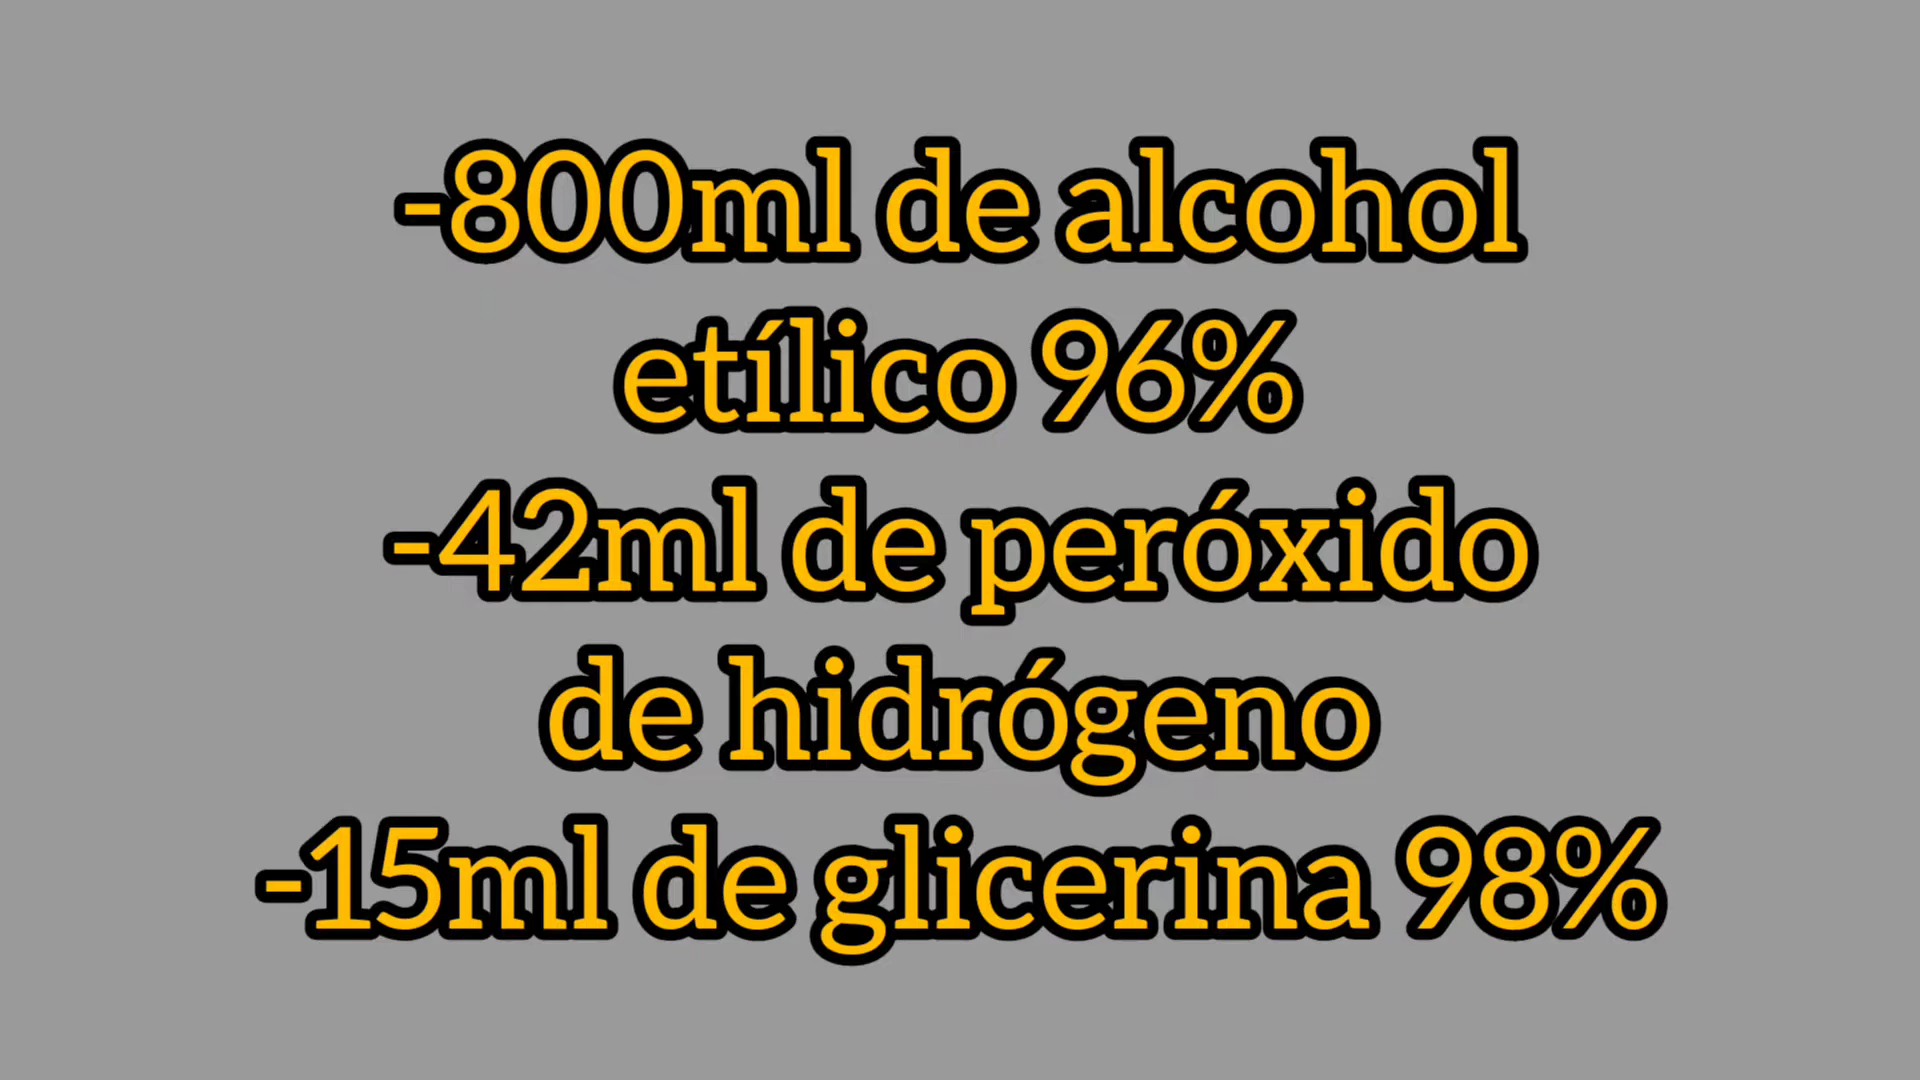 -800ml de alcohol
etílico 96%
-42ml de peróxido
de hidrógeno
-15ml de glicerina 98%